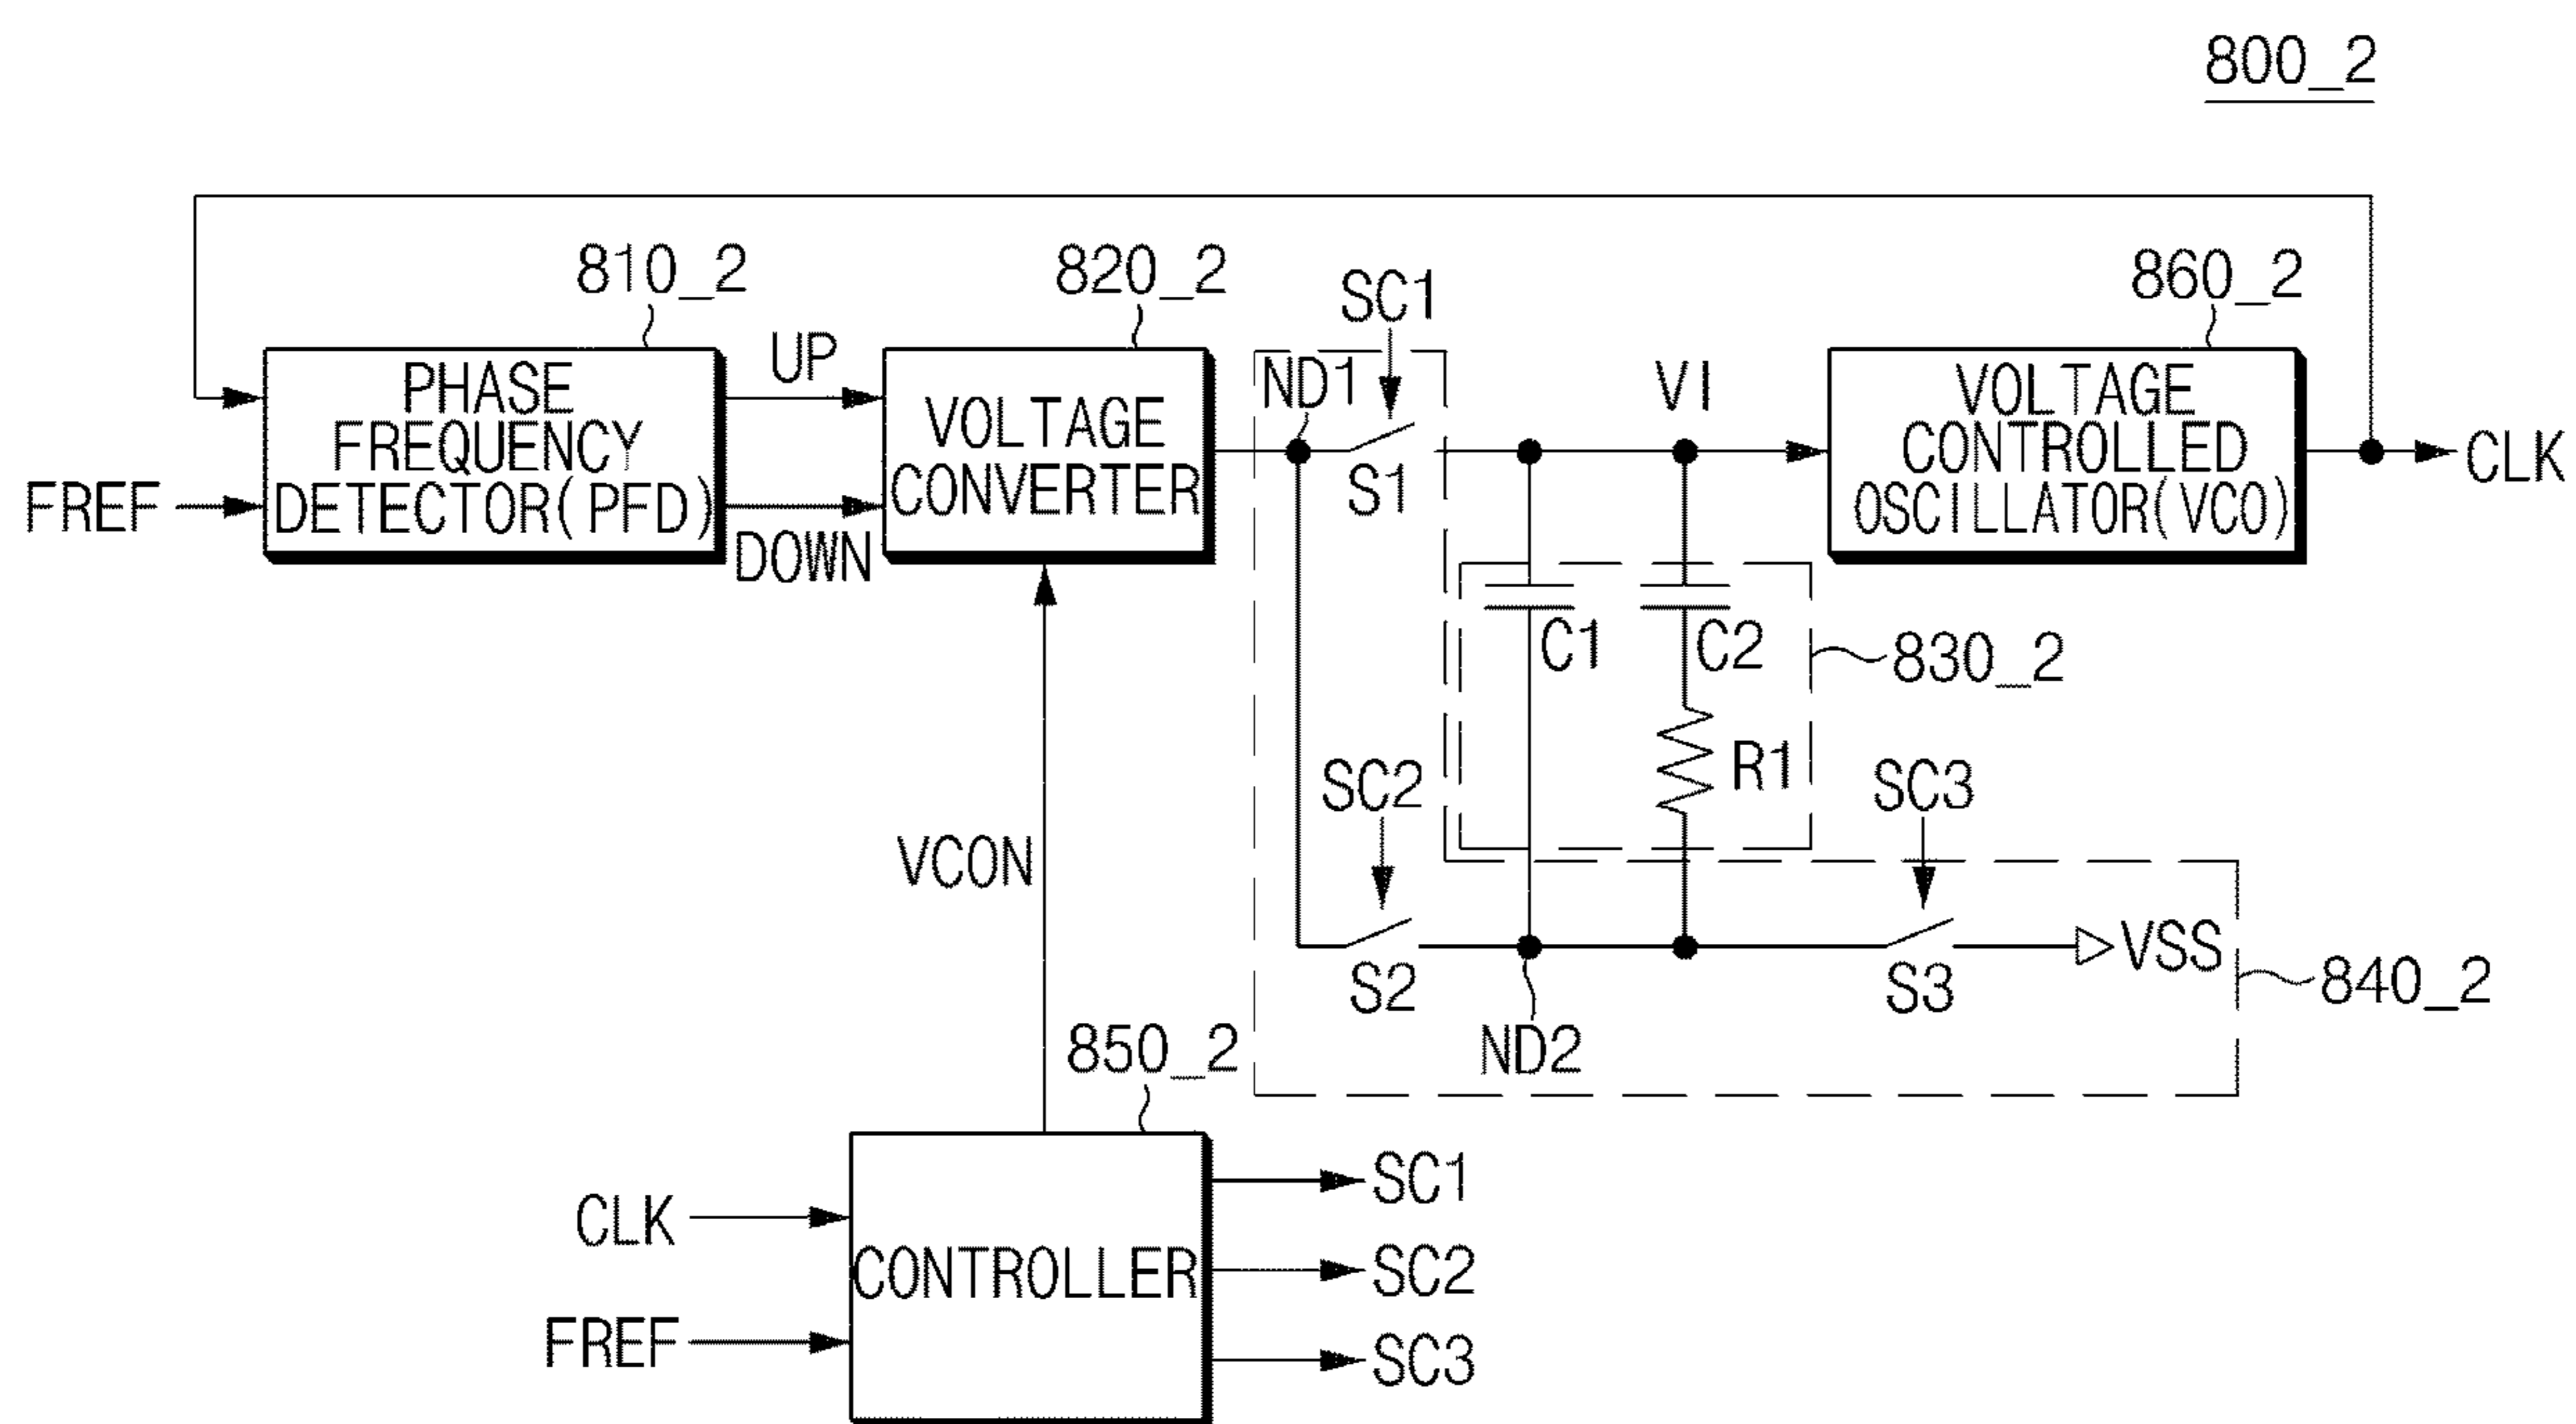 800_2
810_2
820_2
860_2
SC1
PHASE
FREQUENCY
DETECTOR(PFD)
FREF
UP
DOWN
VOLTAGE
CONVERTER
ND1
S1
VI
VOLTAGE
CONTROLLED
OSCILLATOR(VCO)
CLK
C1
C2
830_2
R1
SC2
SC3
VCON
S2
ND2
S3
VSS
840_2
850_2
CLK
FREF
CONTROLLER
SC1
SC2
SC3